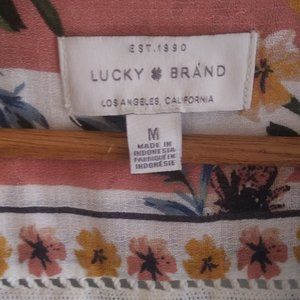 EST. 1990
LUCKY BRAND
LOS ANGELES, CALIFORNIA
M
MADE IN
INDONESIA
FABRIQUÉ EN
INDONÉSIE